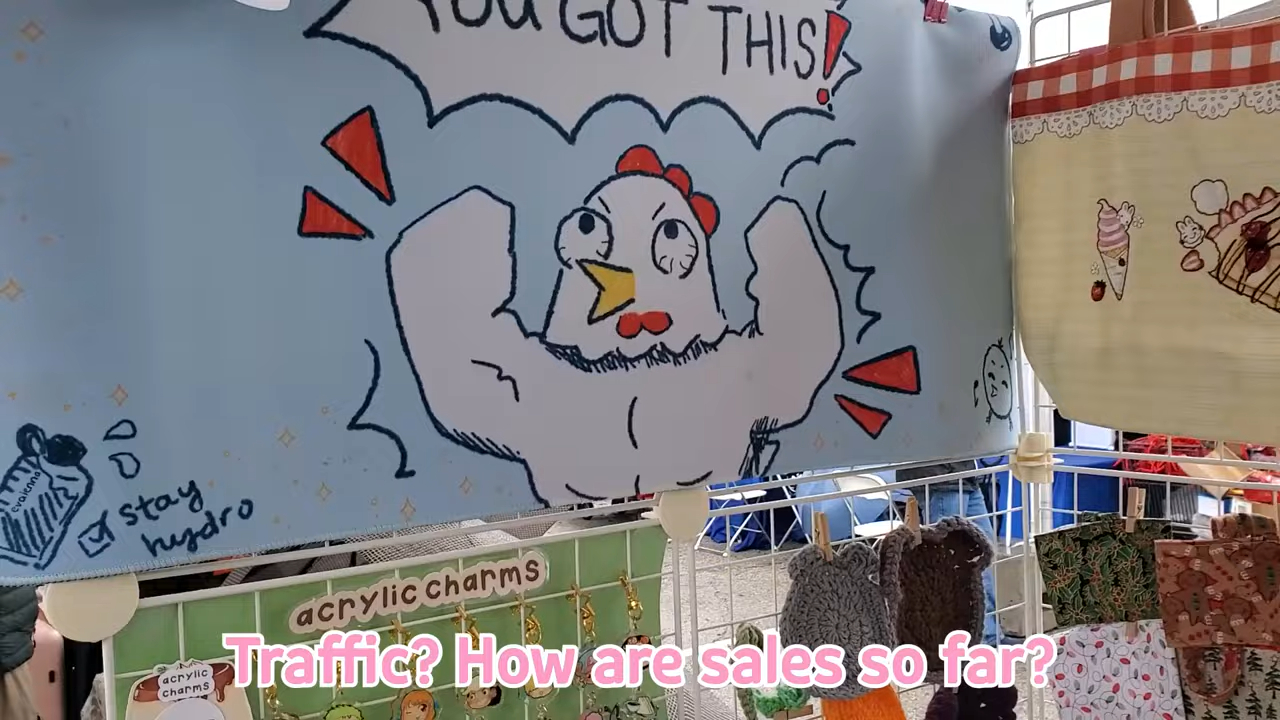 YOU GOT THIS!
stay
hydro
acrylic charms
acrylic
charms
Traffic? How are sales so far?